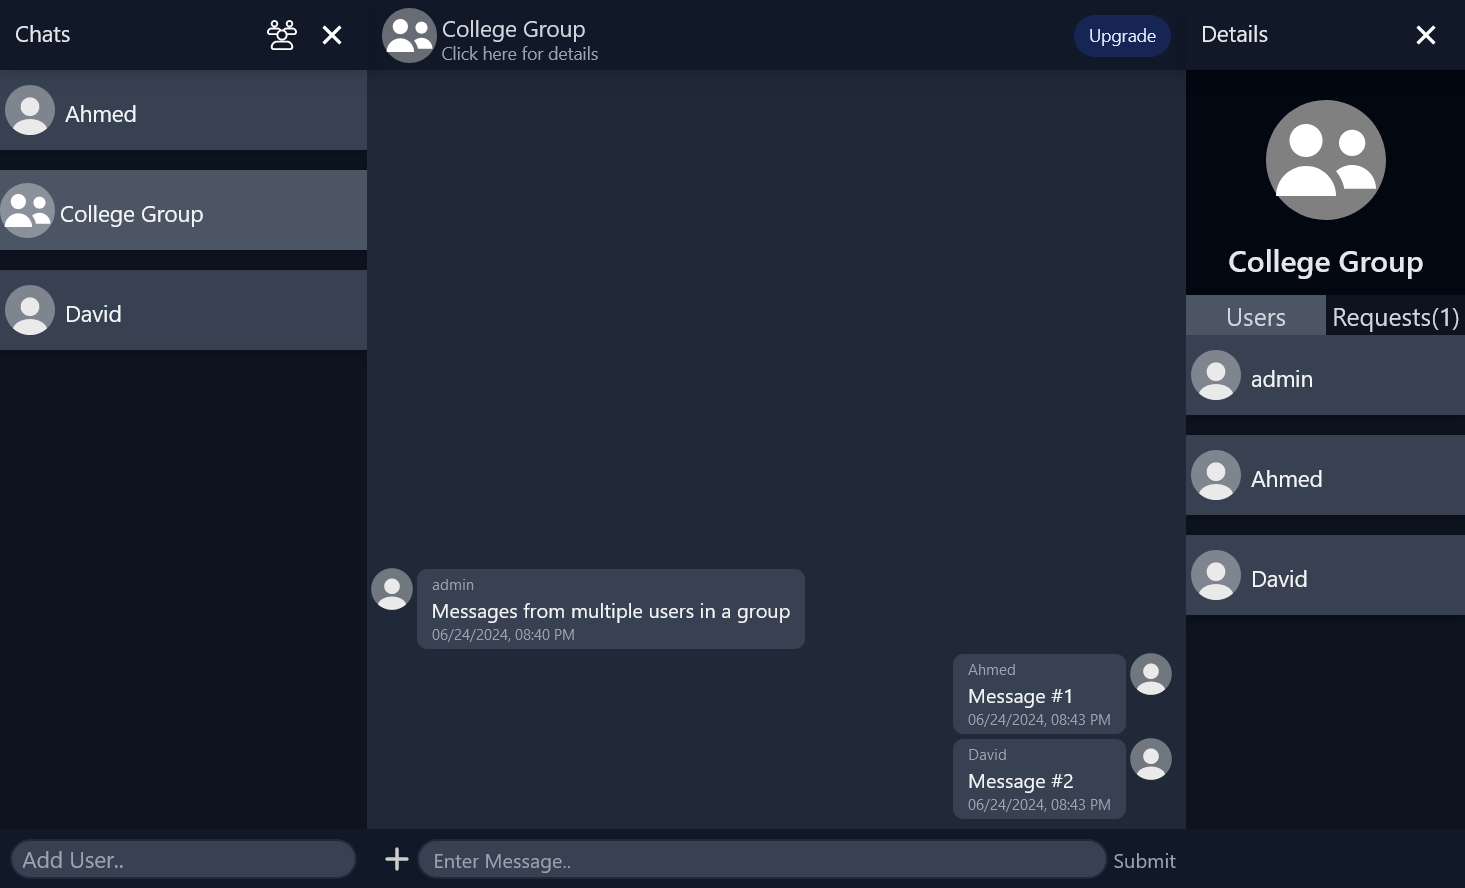 Chats
Ahmed
College Group
David
Add User..
College Group
Click here for details
Upgrade
admin
Messages from multiple users in a group
06/24/2024, 08:40 PM
Ahmed
Message #1
06/24/2024, 08:43 PM
David
Message #2
06/24/2024, 08:43 PM
Enter Message..
Submit
Details
College Group
Users
Requests(1)
admin
Ahmed
David